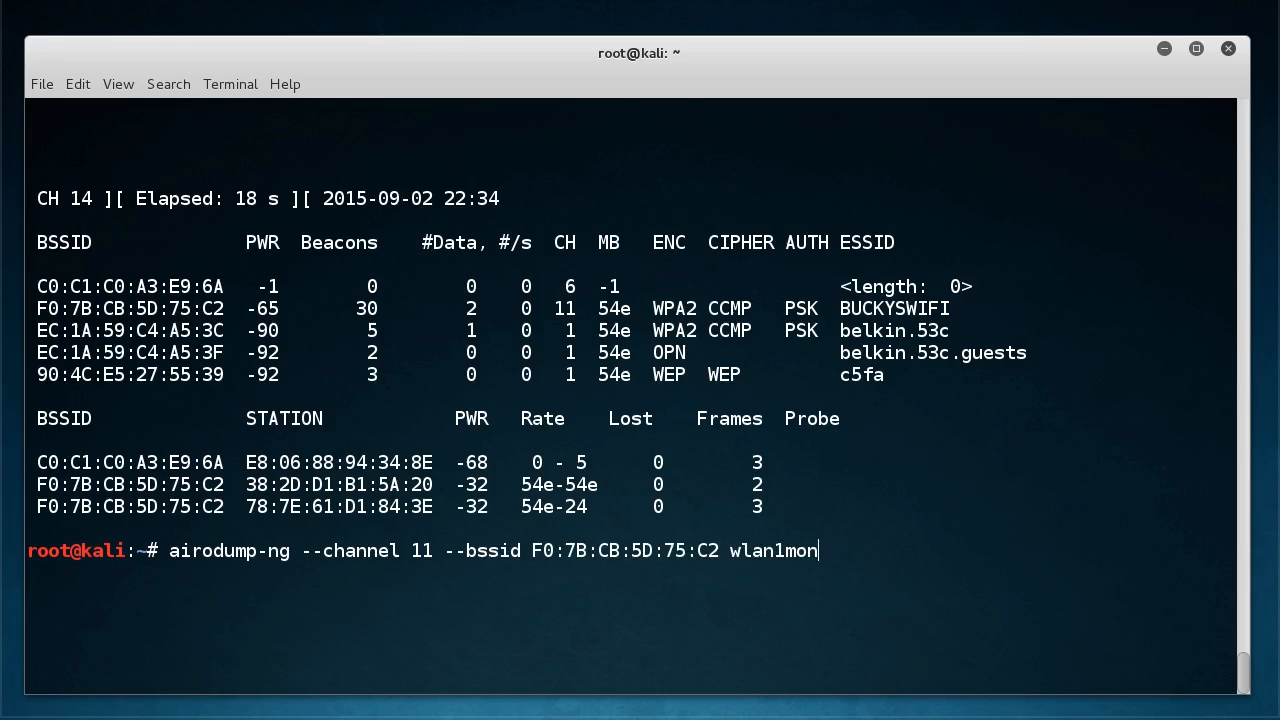 root@kali: ~
File Edit View Search Terminal Help
CH 14 ][ Elapsed: 18 s ][ 2015-09-02 22:34
BSSID PWR Beacons #Data, #/s CH MB ENC CIPHER AUTH ESSID
C0:C1:C0:A3:E9:6A -1 0 0 0 6 -1 <length: 0>
F0:7B:CB:5D:75:C2 -65 30 2 0 11 54e WPA2 CCMP PSK BUCKYSWIFI
EC:1A:59:C4:A5:3C -90 5 1 0 1 54e WPA2 CCMP PSK belkin.53c
EC:1A:59:C4:A5:3F -92 2 0 0 1 54e OPN belkin.53c.guests
90:4C:E5:27:55:39 -92 3 0 0 1 54e WEP WEP c5fa
BSSID STATION PWR Rate Lost Frames Probe
C0:C1:C0:A3:E9:6A E8:06:88:94:34:8E -68 0 - 5 0 3
F0:7B:CB:5D:75:C2 38:2D:D1:B1:5A:20 -32 54e-54e 0 2
F0:7B:CB:5D:75:C2 78:7E:61:D1:84:3E -32 54e-24 0 3
root@kali:~# airodump-ng --channel 11 --bssid F0:7B:CB:5D:75:C2 wlan1mon